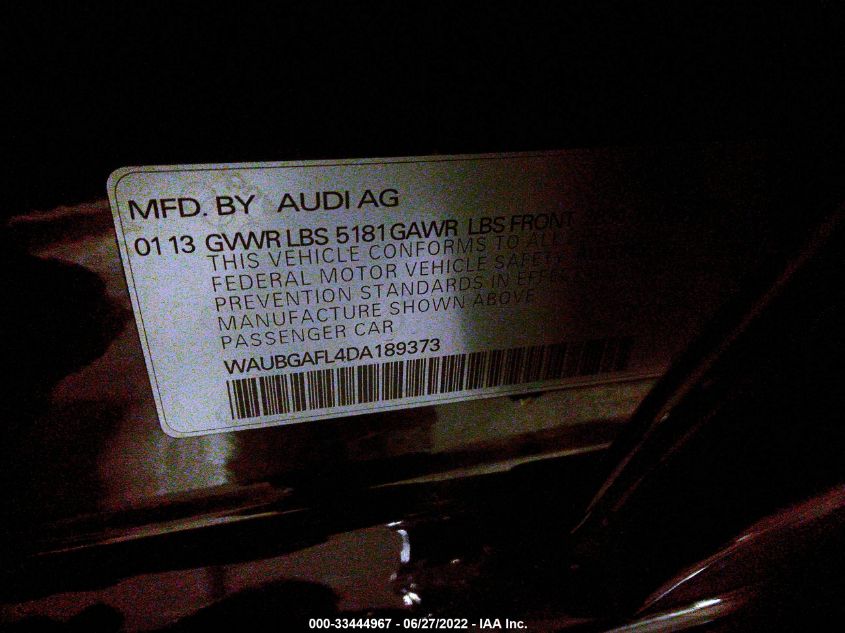 MFD. BY AUDI AG
01 13 GVWR LBS 5181 GAWR LBS FRONT
THIS VEHICLE CONFORMS TO ALL
FEDERAL MOTOR VEHICLE SAFETY
PREVENTION STANDARDS IN EFFECT
MANUFACTURE SHOWN ABOVE
PASSENGER CAR
WAUBGAFL4DA189373
000-33444967 - 06/27/2022 - IAA Inc.